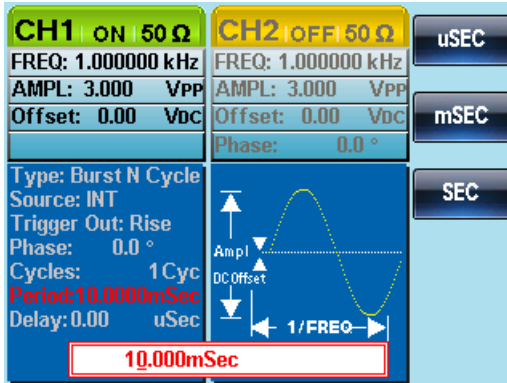 CH1 ON 50 Ω
FREQ: 1.000000 kHz
AMPL: 3.000 VPP
Offset: 0.00 VDC
CH2 OFF 50 Ω
FREQ: 1.000000 kHz
AMPL: 3.000 VPP
Offset: 0.00 VDC
Phase: 0.0 °
Type: Burst N Cycle
Source: INT
Trigger Out: Rise
Phase: 0.0 °
Cycles: 1 Cyc
Period:10.0000mSec
Delay:0.00 uSec
Ampl
DC Offset
1/FREQ
10.000mSec
uSEC
mSEC
SEC